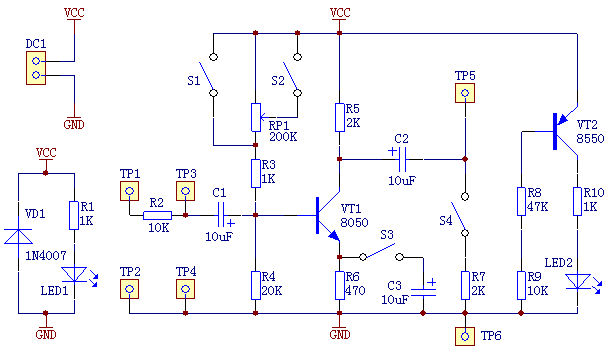 VCC
VCC
DC1
S1
S2
TP5
RP1
200K
R5
2K
VT2
8550
GND
C2
10uF
VCC
TP1
TP3
R3
1K
R1
1K
R2
10K
C1
10uF
VT1
8050
S4
R8
47K
R10
1K
VD1
1N4007
S3
LED2
TP2
TP4
R4
20K
R6
470
C3
10uF
R7
2K
R9
10K
LED1
GND
GND
TP6